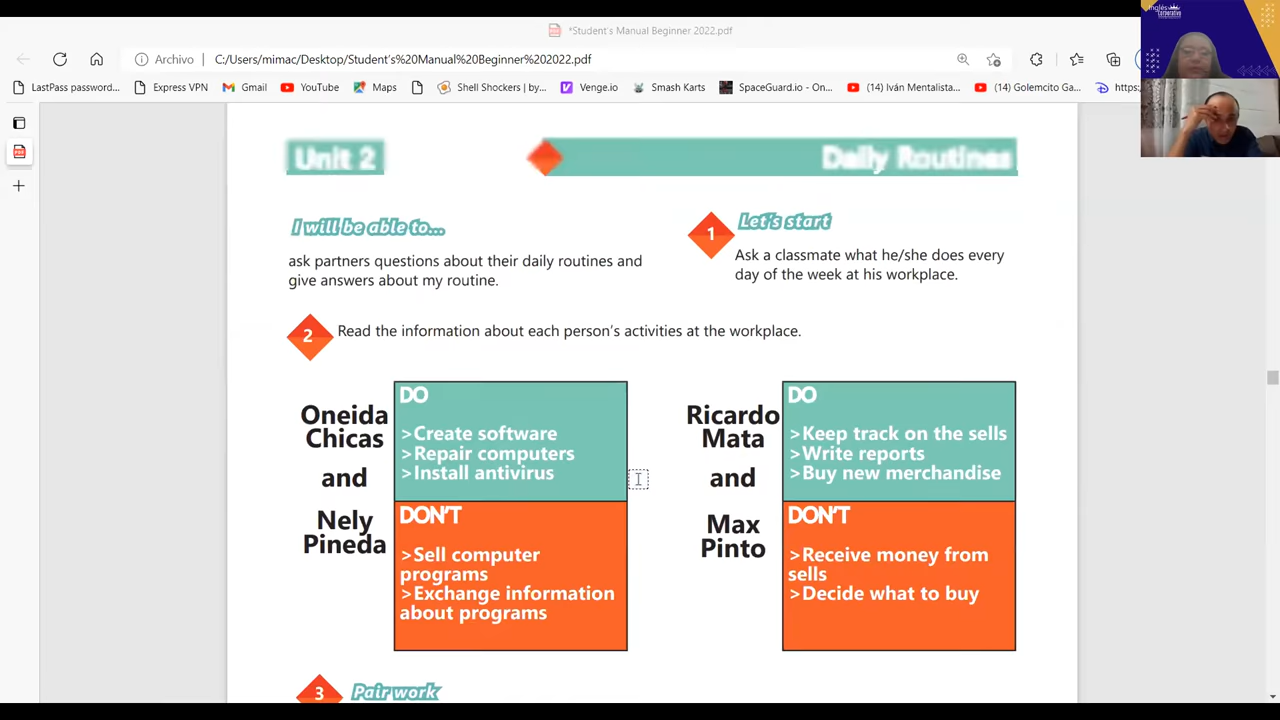 *Student's Manual Beginner 2022.pdf
Archivo
C:/Users/mimac/Desktop/Student's%20Manual%20Beginner%202022.pdf
LastPass password...
Express VPN
Gmail
YouTube
Maps
Shell Shockers | by...
Venge.io
Smash Karts
SpaceGuard.io - On...
(14) Iván Mentalista...
(14) Golemcito Ga...
https:
Inglés
corporativo
Unit 2
Daily Routines
I will be able to...
ask partners questions about their daily routines and
give answers about my routine.
1
Let's start
Ask a classmate what he/she does every
day of the week at his workplace.
2
Read the information about each person's activities at the workplace.
Oneida
Chicas
and
Nely
Pineda
DO
>Create software
>Repair computers
>Install antivirus
DON'T
>Sell computer
programs
>Exchange information
about programs
Ricardo
Mata
and
Max
Pinto
DO
>Keep track on the sells
>Write reports
>Buy new merchandise
DON'T
>Receive money from
sells
>Decide what to buy
3
Pair work